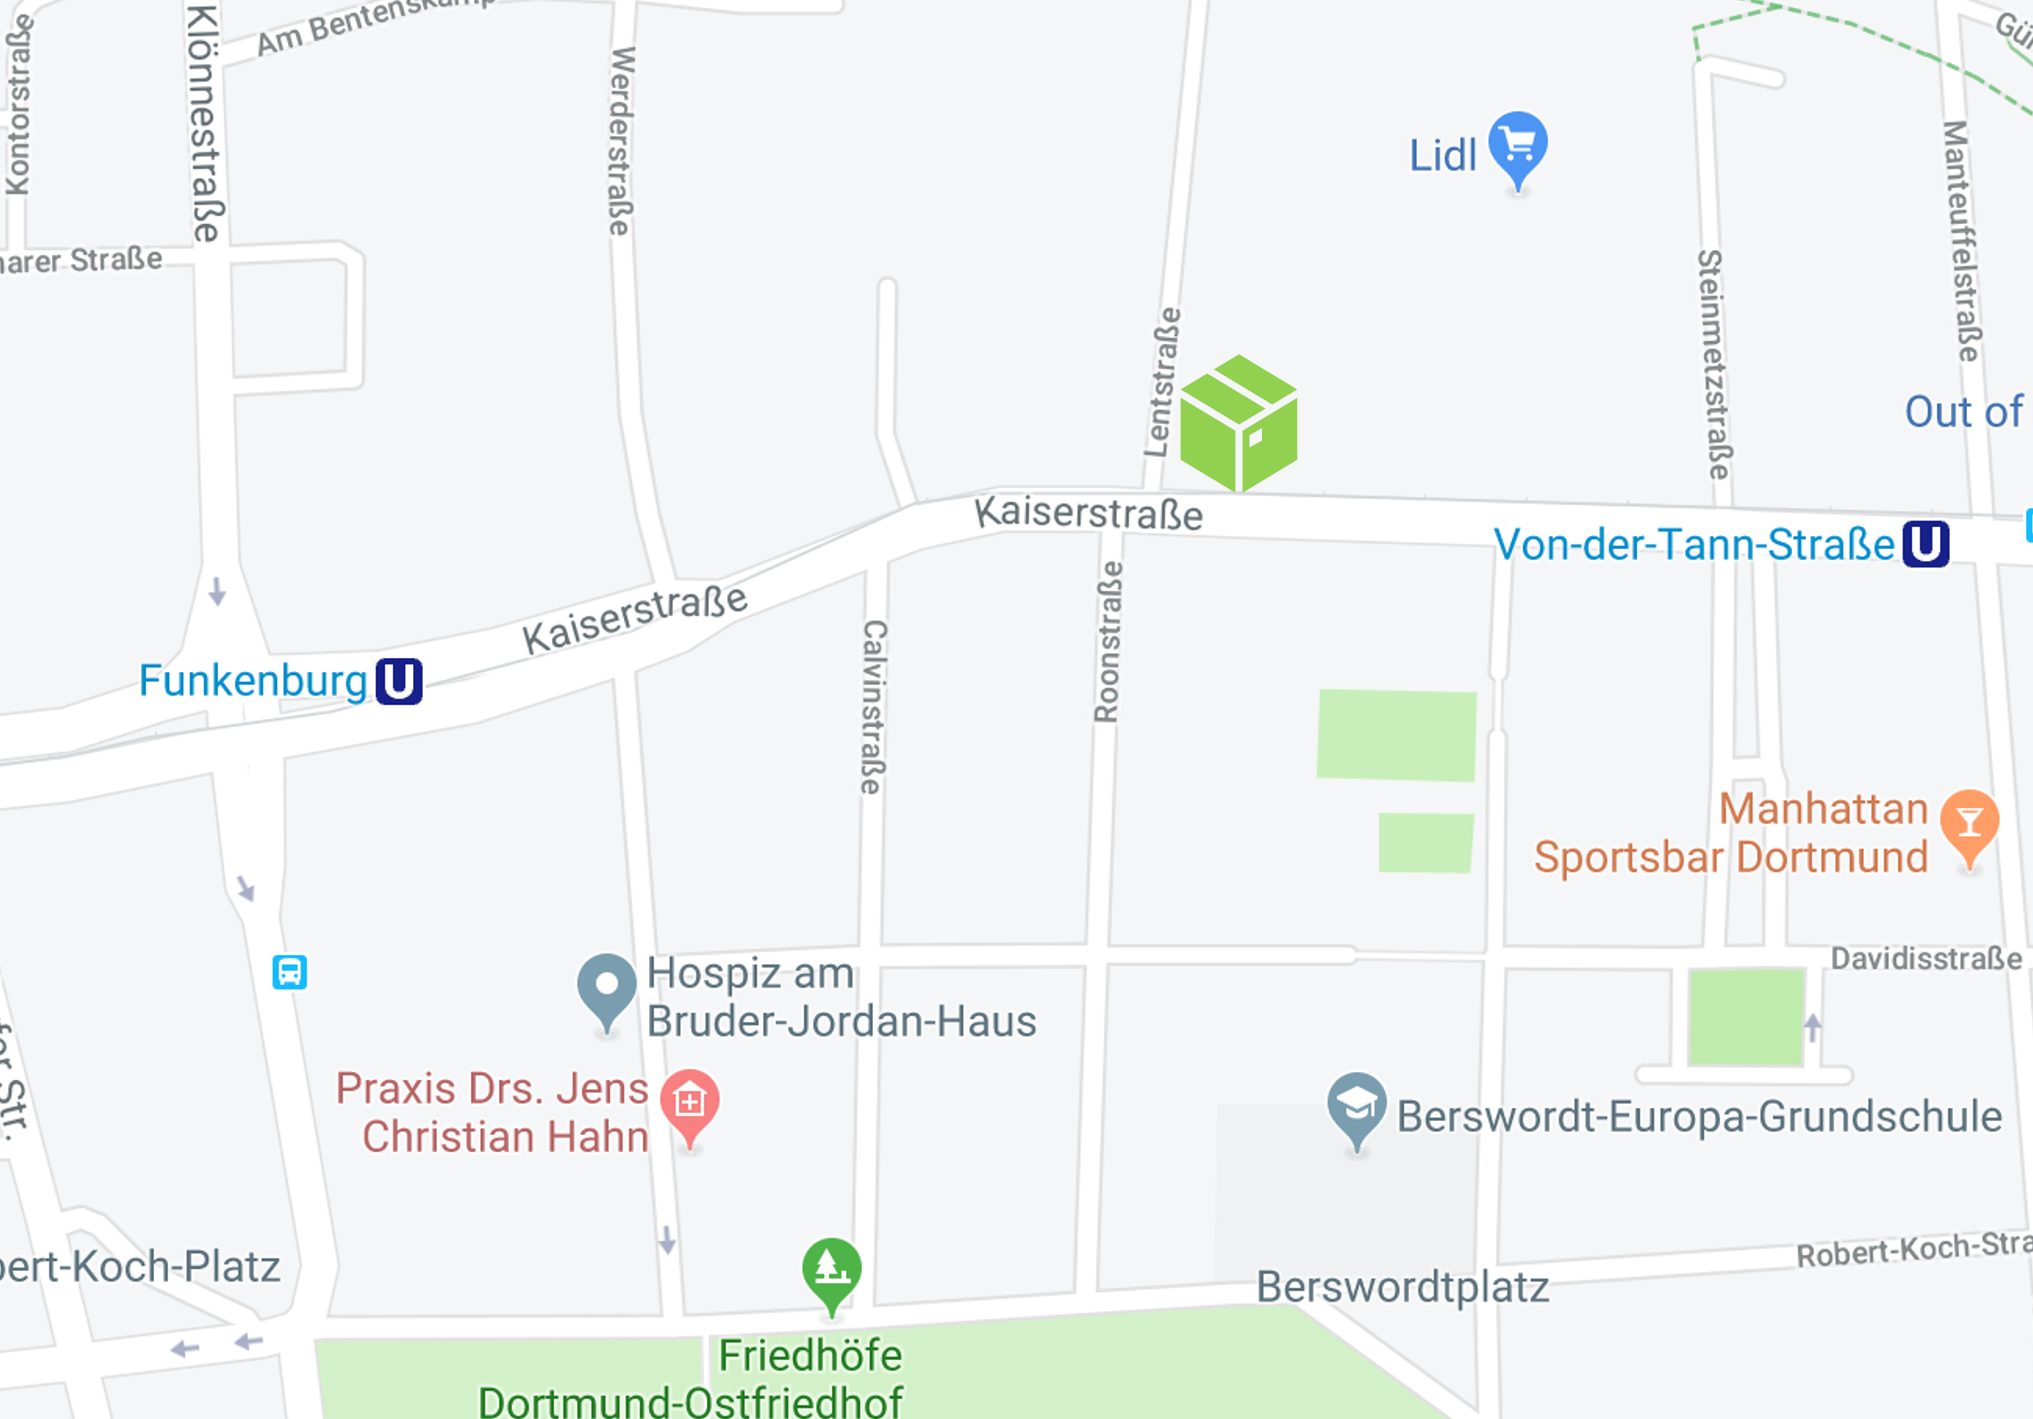 Kontorstraße
Klönnestraße
Am Bentenskamp
Werderstraße
Lidl
Manteuffelstraße
Steinmetzstraße
Lentstraße
Straße
Out of
Kaiserstraße
Von-der-Tann-Straße U
Kaiserstraße
Funkenburg U
Calvinstraße
Roonstraße
Manhattan
Sportsbar Dortmund
Davidisstraße
Hospiz am
Bruder-Jordan-Haus
Praxis Drs. Jens
Christian Hahn
Berswordt-Europa-Grundschule
Str.
bert-Koch-Platz
Robert-Koch-Stra
Berswordtplatz
Friedhöfe
Dortmund-Ostfriedhof